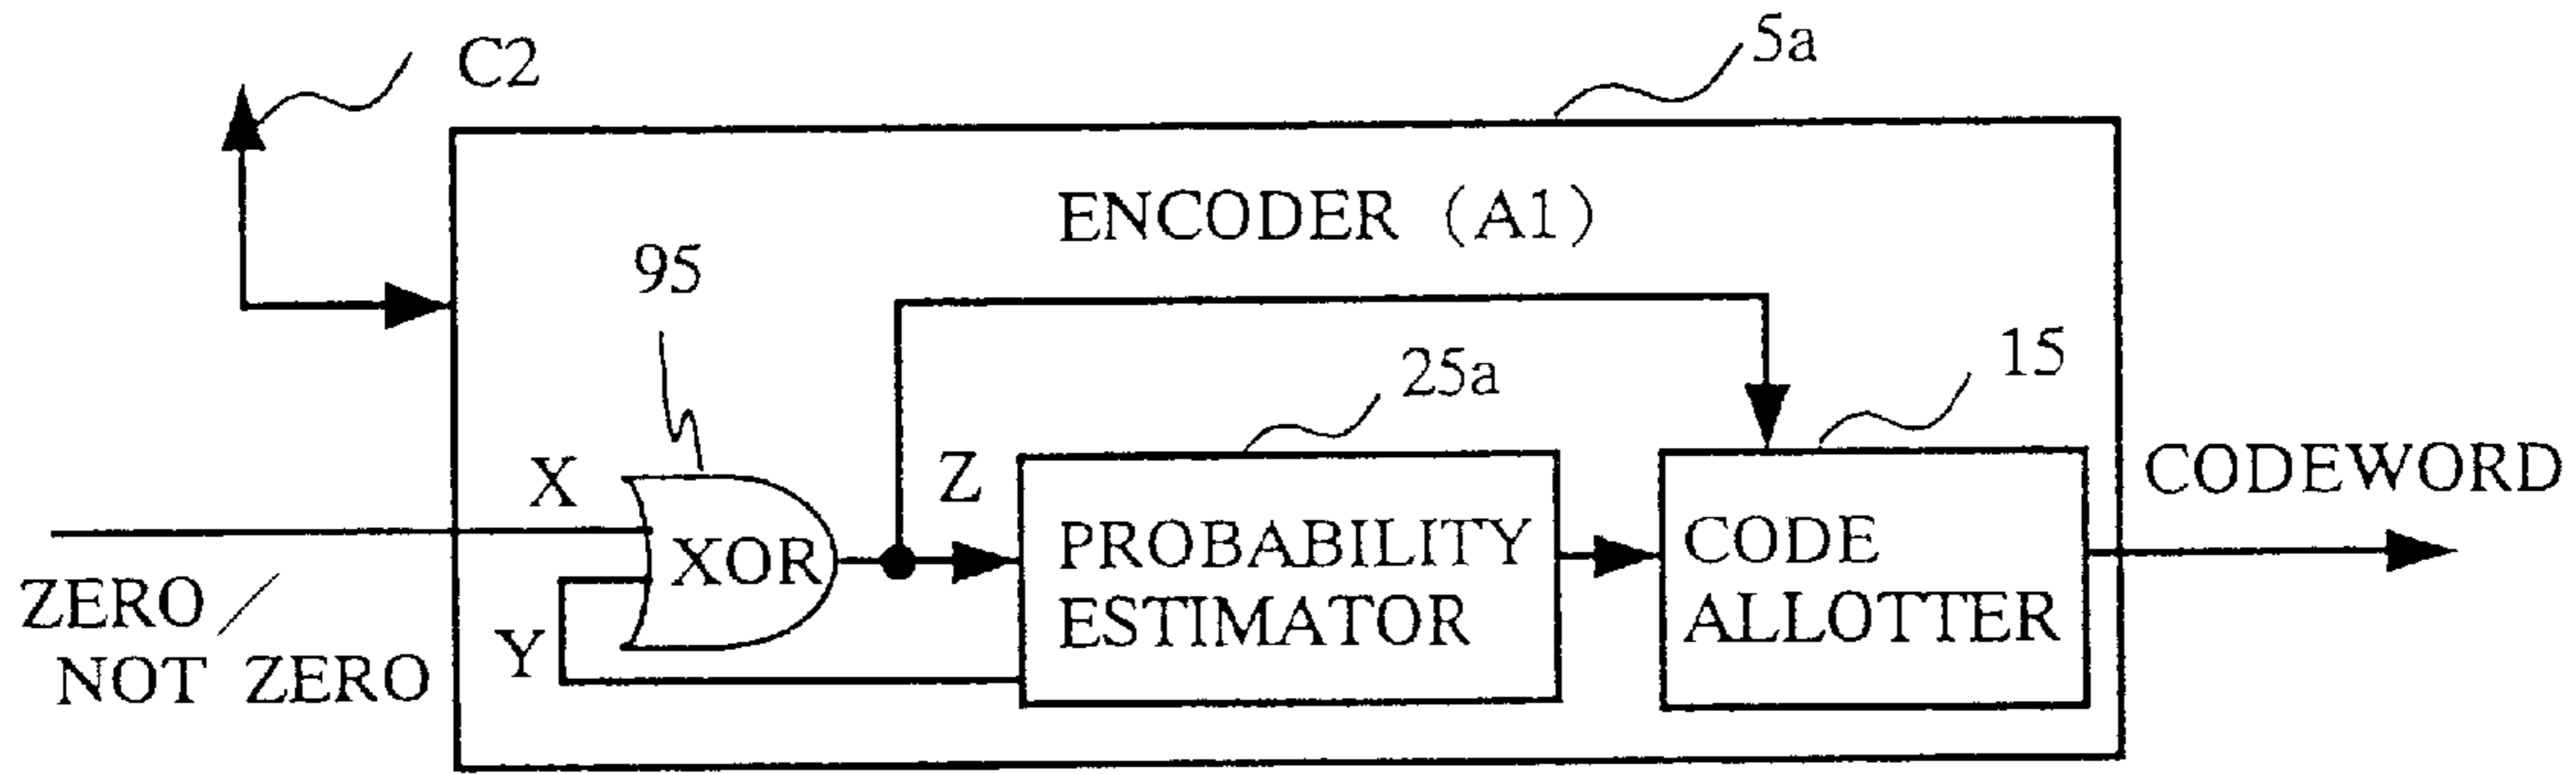 C2
5a
ENCODER (A1)
95
25a
15
X
Z
CODEWORD
XOR
PROBABILITY
ESTIMATOR
CODE
ALLOTTER
ZERO/
NOT ZERO
Y